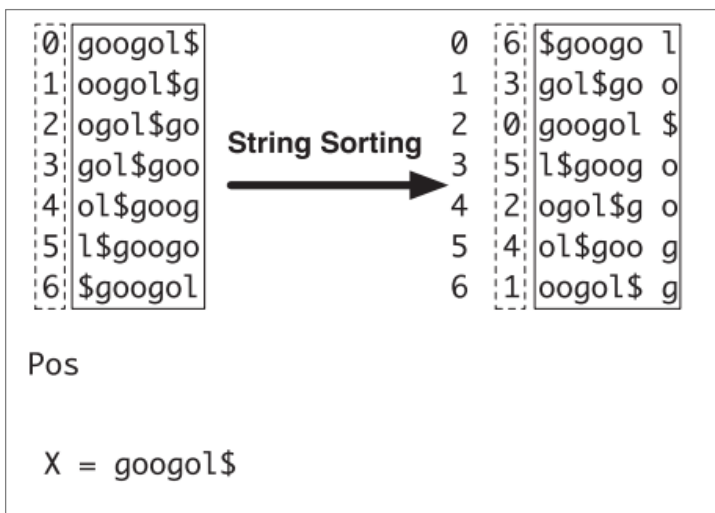 0 googol$ 0 6 $googo l
1 oogol$g 1 3 gol$go o
2 ogol$go 2 0 googol $
String Sorting
3 gol$goo 3 5 l$goog o
4 ol$goog 4 2 ogol$g o
5 l$googo 5 4 ol$goo g
6 $googol 6 1 oogol$ g
Pos
X = googol$